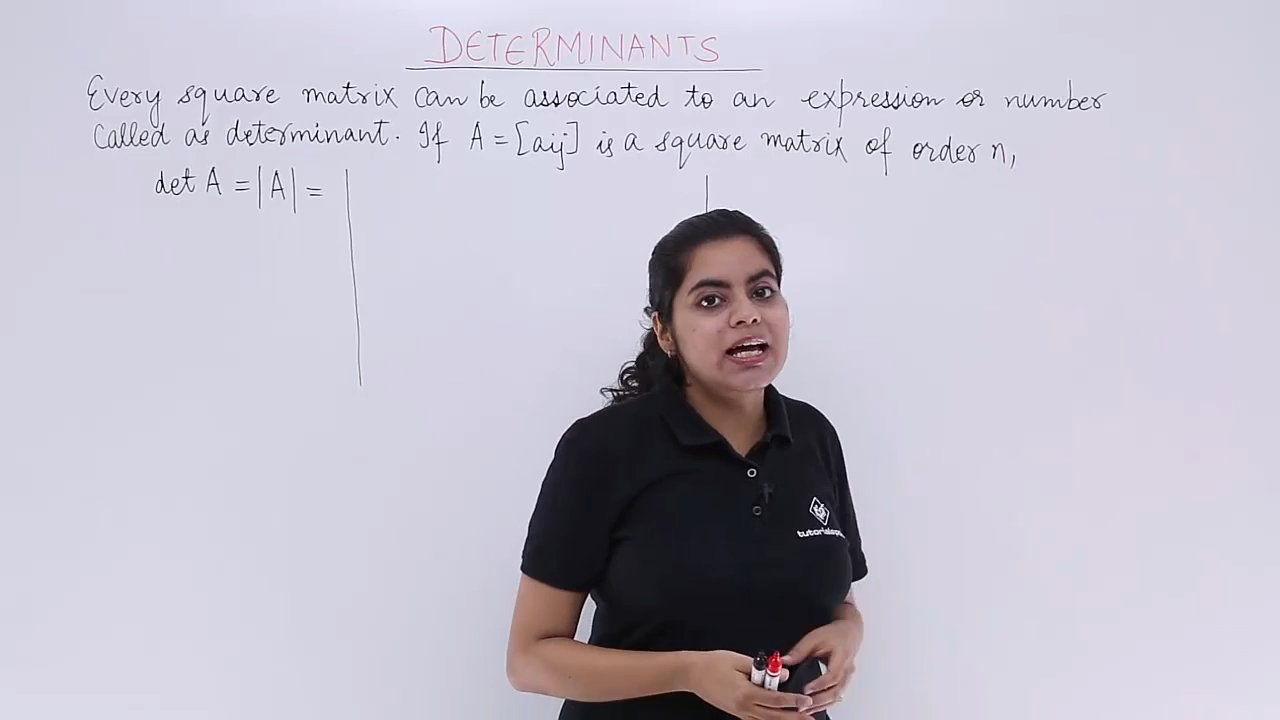 DETERMINANTS
Every square matrix can be associated to an expression or number
called as determinant. If A = [aij] is a square matrix of order n,
det A = |A| =